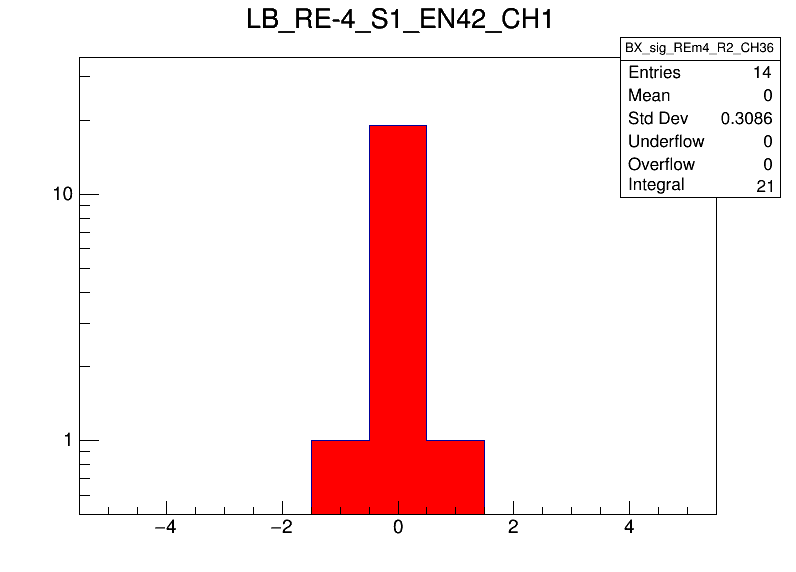 LB_RE-4_S1_EN42_CH1
BX_sig_REm4_R2_CH36
Entries 14
Mean 0
Std Dev 0.3086
Underflow 0
Overflow 0
Integral 21
10
1
−4 −2 0 2 4